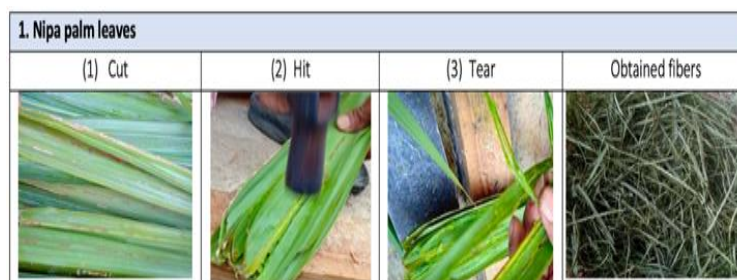 1. Nipa palm leaves
(1) Cut
(2) Hit
(3) Tear
Obtained fibers